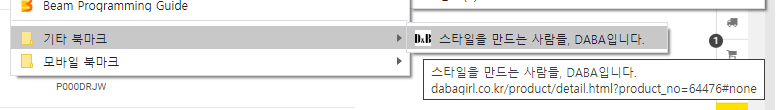 Beam Programming Guide
기타 북마크
D&B 스타일을 만드는 사람들, DABA입니다.
1
모바일 북마크
스타일을 만드는 사람들, DABA입니다.
dabagirl.co.kr/product/detail.html?product_no=64476#none
P000DRJW